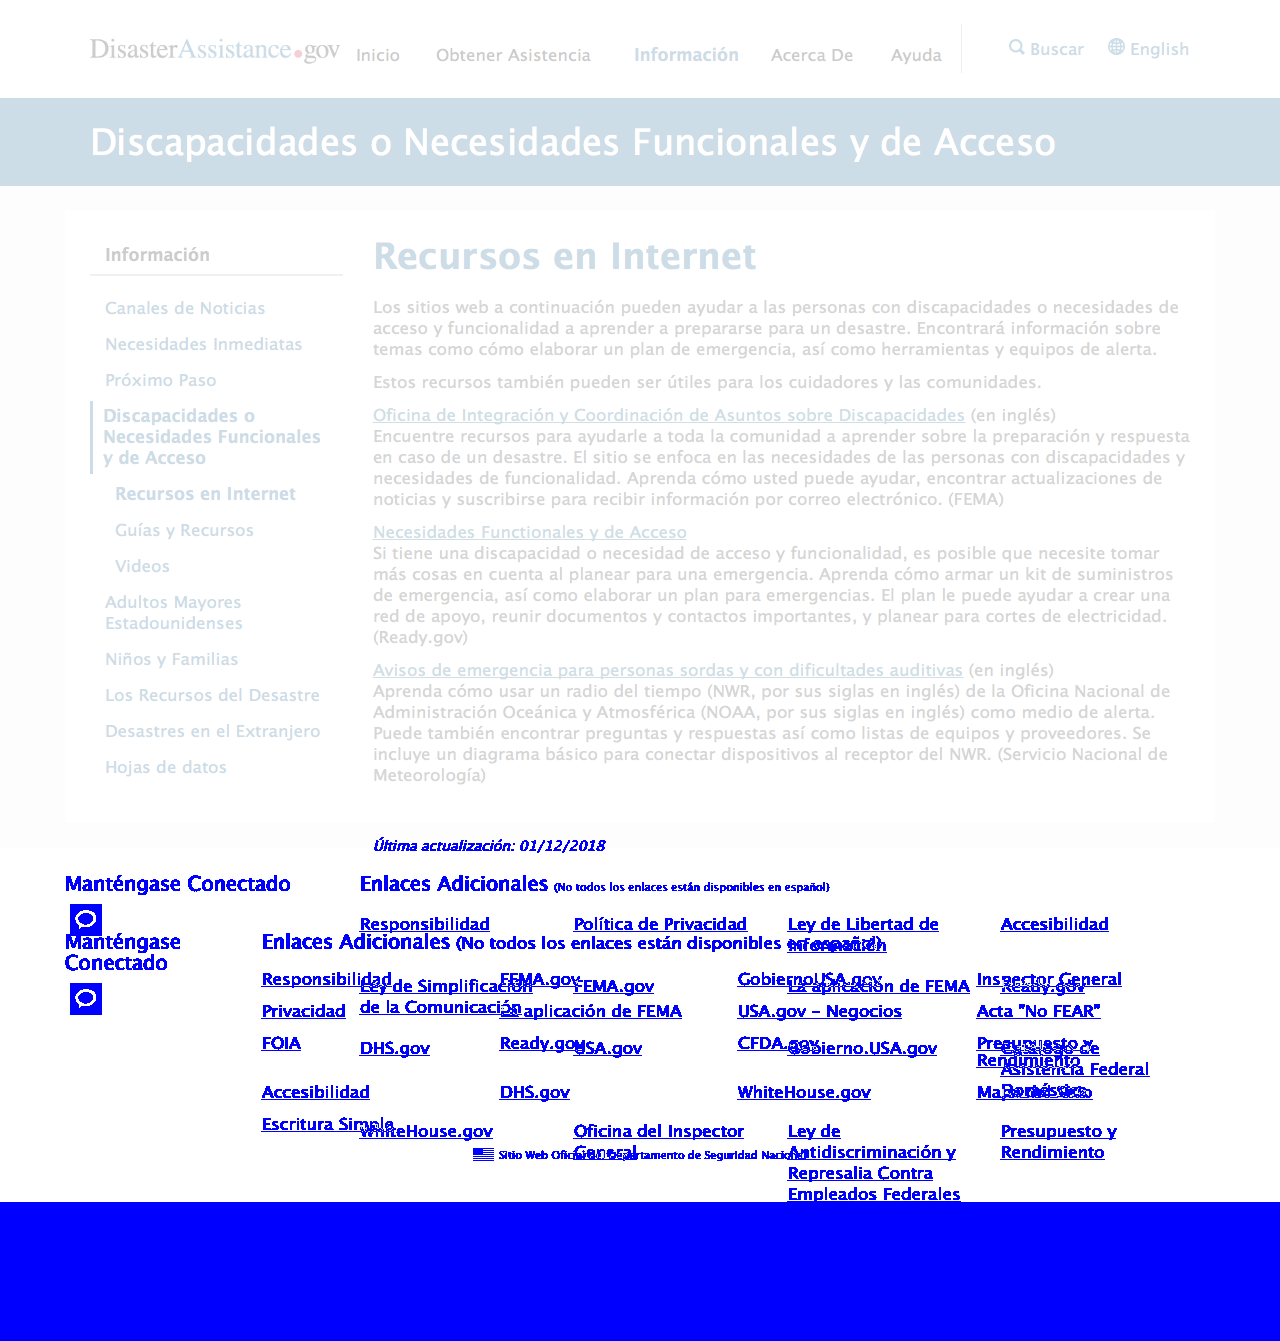 DisasterAssistance.gov
Inicio Obtener Asistencia Información Acerca De Ayuda Buscar English
Discapacidades o Necesidades Funcionales y de Acceso
Información
Canales de Noticias
Necesidades Inmediatas
Próximo Paso
Discapacidades o
Necesidades Funcionales
y de Acceso
Recursos en Internet
Guías y Recursos
Videos
Adultos Mayores
Estadounidenses
Niños y Familias
Los Recursos del Desastre
Desastres en el Extranjero
Hojas de datos
Recursos en Internet
Los sitios web a continuación pueden ayudar a las personas con discapacidades o necesidades de
acceso y funcionalidad a aprender a prepararse para un desastre. Encontrará información sobre
temas como cómo elaborar un plan de emergencia, así como herramientas y equipos de alerta.
Estos recursos también pueden ser útiles para los cuidadores y las comunidades.
Oficina de Integración y Coordinación de Asuntos sobre Discapacidades (en inglés)
Encuentre recursos para ayudarle a toda la comunidad a aprender sobre la preparación y respuesta
en caso de un desastre. El sitio se enfoca en las necesidades de las personas con discapacidades y
necesidades de funcionalidad. Aprenda cómo usted puede ayudar, encontrar actualizaciones de
noticias y suscribirse para recibir información por correo electrónico. (FEMA)
Necesidades Functionales y de Acceso
Si tiene una discapacidad o necesidad de acceso y funcionalidad, es posible que necesite tomar
más cosas en cuenta al planear para una emergencia. Aprenda cómo armar un kit de suministros
de emergencia, así como elaborar un plan para emergencias. El plan le puede ayudar a crear una
red de apoyo, reunir documentos y contactos importantes, y planear para cortes de electricidad.
(Ready.gov)
Avisos de emergencia para personas sordas y con dificultades auditivas (en inglés)
Aprenda cómo usar un radio del tiempo (NWR, por sus siglas en inglés) de la Oficina Nacional de
Administración Oceánica y Atmosférica (NOAA, por sus siglas en inglés) como medio de alerta.
Puede también encontrar preguntas y respuestas así como listas de equipos y proveedores. Se
incluye un diagrama básico para conectar dispositivos al receptor del NWR. (Servicio Nacional de
Meteorología)
Última actualización: 01/12/2018
Manténgase Conectado
Enlaces Adicionales (No todos los enlaces están disponibles en español)
Responsibilidad Política de Privacidad Ley de Libertad de Accesibilidad
Información
Manténgase
Conectado
Enlaces Adicionales (No todos los enlaces están disponibles en español)
Responsibilidad FEMA.gov GobiernoUSA.gov Inspector General
Ley de Simplificación FEMA.gov La aplicación de FEMA Ready.gov
de la Comunicación
Privacidad La aplicación de FEMA USA.gov - Negocios Acta "No FEAR"
FOIA Ready.gov CFDA.gov Presupuesto y
Rendimiento
DHS.gov USA.gov Gobierno.USA.gov Catálogo de
Asistencia Federal
Accesibilidad DHS.gov WhiteHouse.gov
Escritura Simple
WhiteHouse.gov Oficina del Inspector Ley de Presupuesto y
General Antidiscriminación y Rendimiento
Represalia Contra
Empleados Federales
Sitio Web Oficial del Departamento de Seguridad Nacional